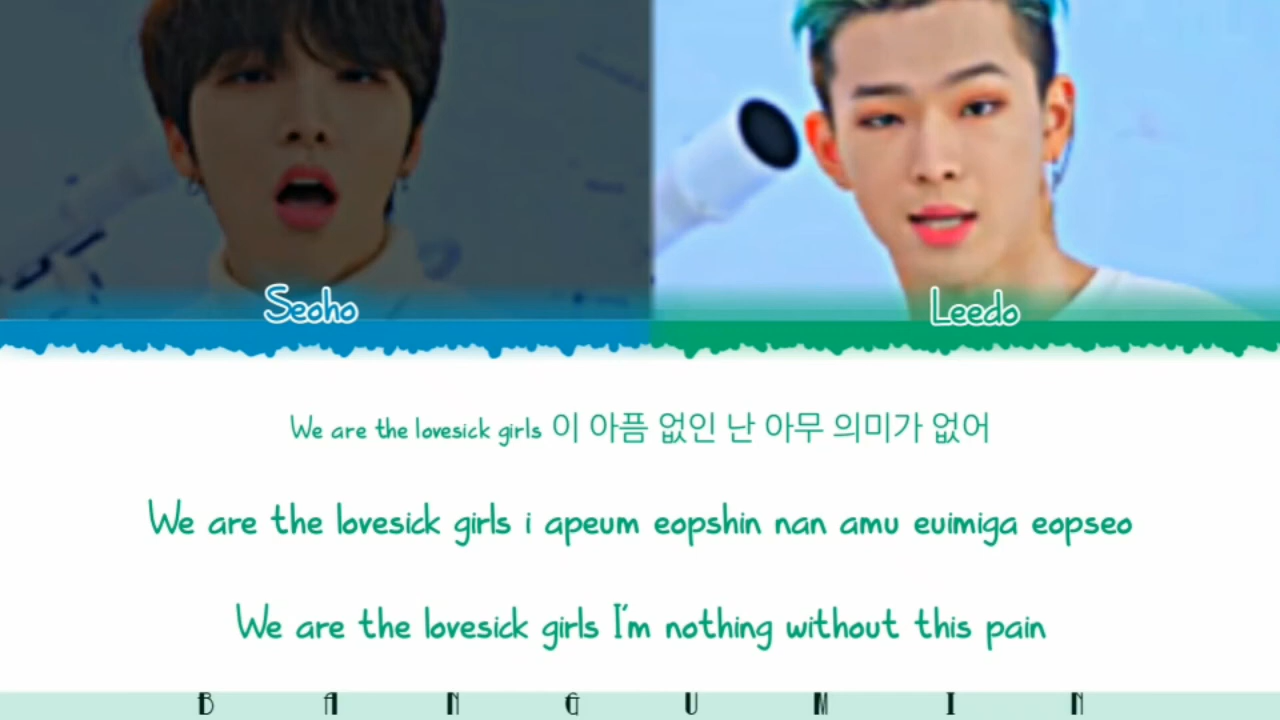 Seoho
Leedo
We are the lovesick girls 이 아픔 없인 난 아무 의미가 없어
We are the lovesick girls i apeum eopshin nan amu euimiga eopseo
We are the lovesick girls I'm nothing without this pain
B A N G U M I N